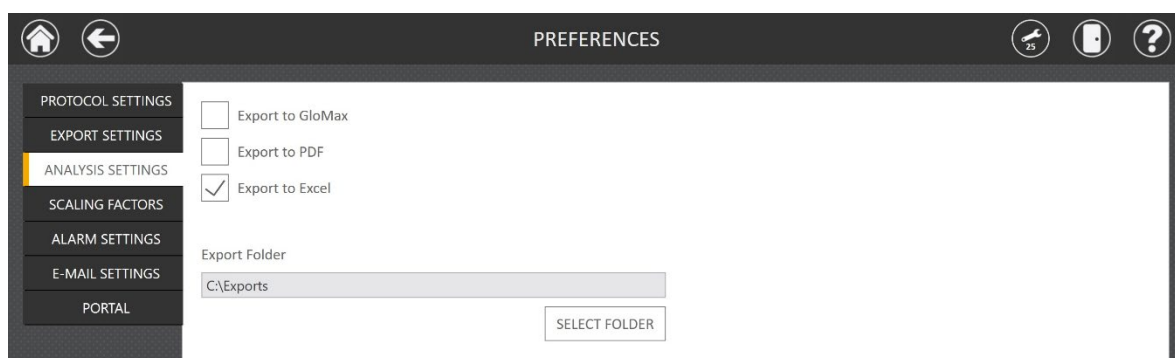 PREFERENCES
25
?
PROTOCOL SETTINGS
EXPORT SETTINGS
ANALYSIS SETTINGS
SCALING FACTORS
ALARM SETTINGS
E-MAIL SETTINGS
PORTAL
Export to GloMax
Export to PDF
Export to Excel
Export Folder
C:\Exports
SELECT FOLDER